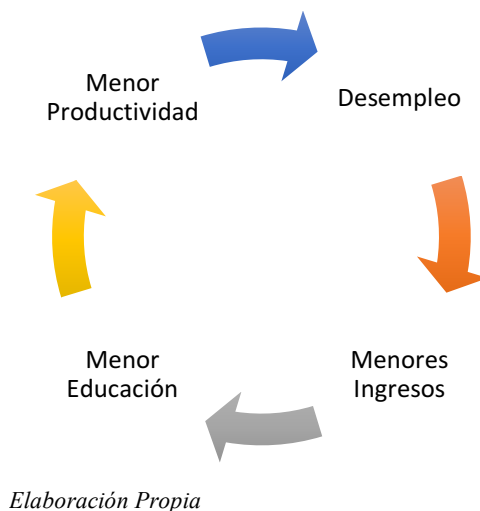 Menor
Productividad
Desempleo
Menores
Ingresos
Menor
Educación
Elaboración Propia